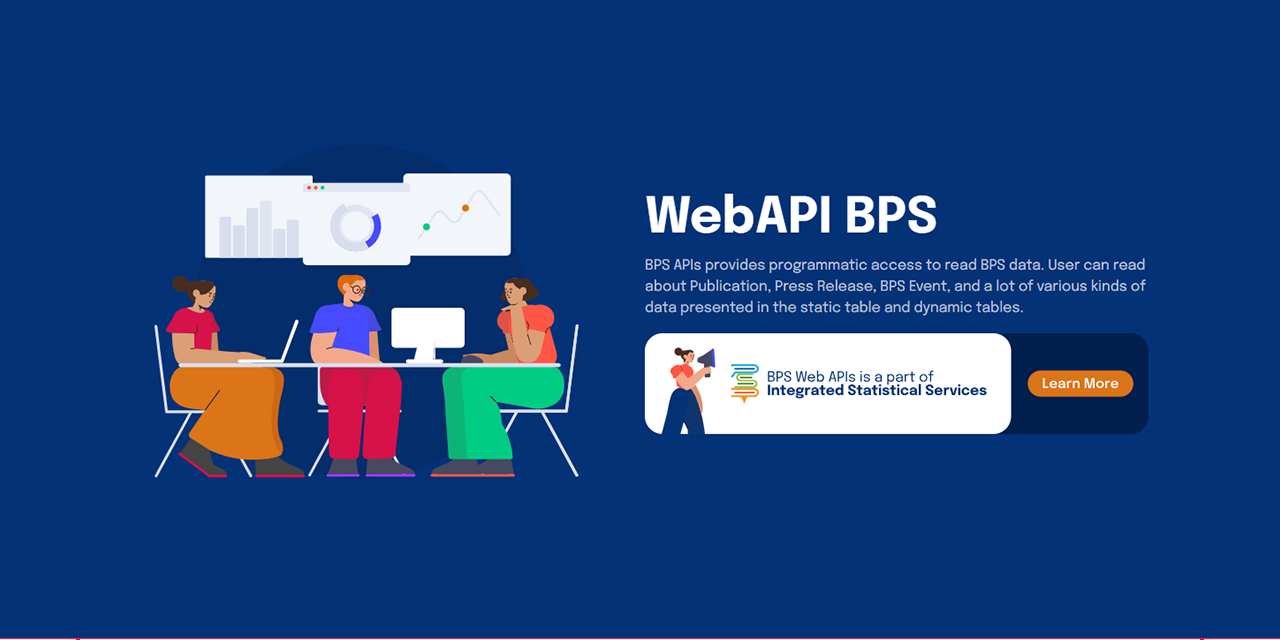 WebAPI BPS
BPS APIs provides programmatic access to read BPS data. User can read
about Publication, Press Release, BPS Event, and a lot of various kinds of
data presented in the static table and dynamic tables.
BPS Web APIs is a part of
Integrated Statistical Services
Learn More